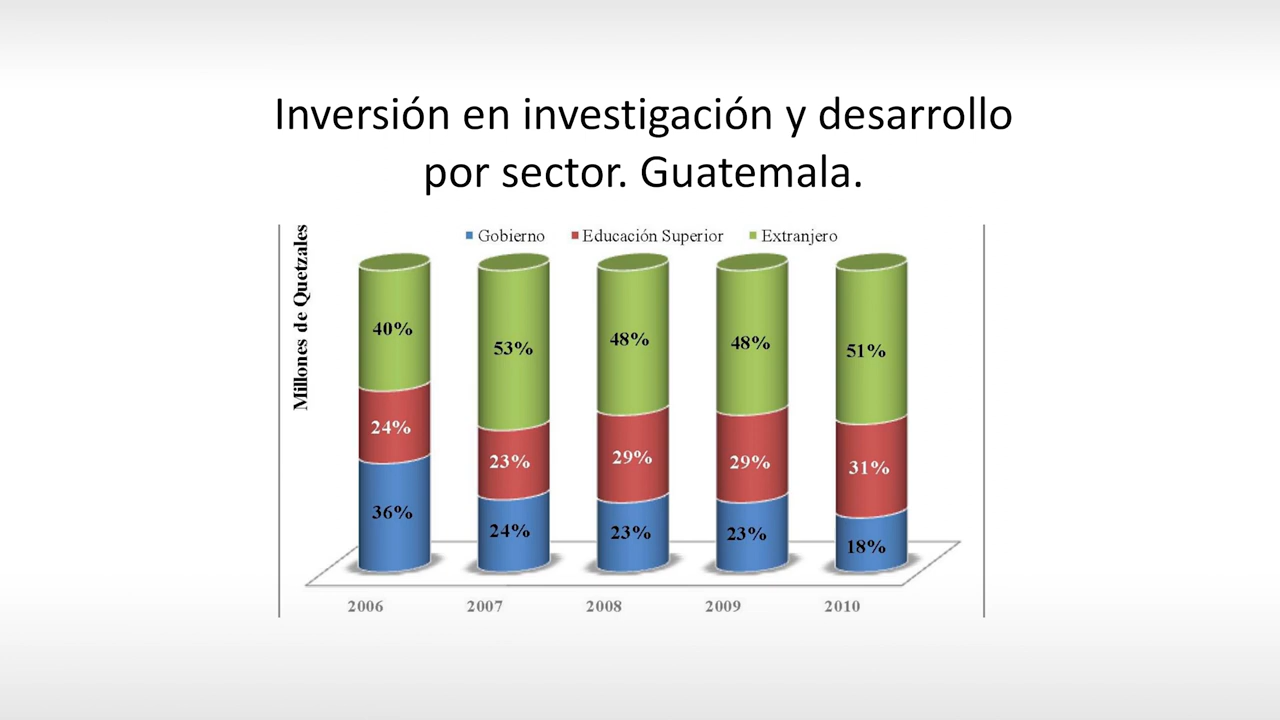 Inversión en investigación y desarrollo
por sector. Guatemala.
Millones de Quetzales
Gobierno Educación Superior Extranjero
40% 53% 48% 48% 51%
24% 23% 29% 29% 31%
36% 24% 23% 23% 18%
2006 2007 2008 2009 2010